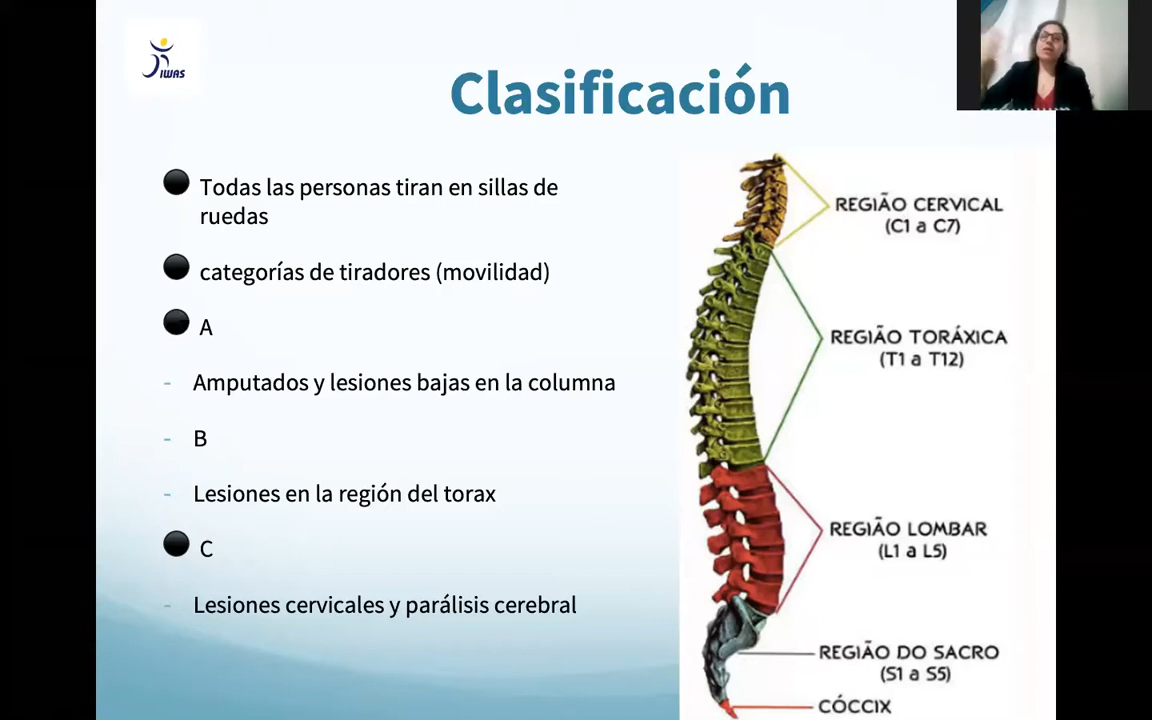 IWAS
Clasificación
Todas las personas tiran en sillas de
ruedas
categorías de tiradores (movilidad)
A
- Amputados y lesiones bajas en la columna
- B
- Lesiones en la región del torax
C
- Lesiones cervicales y parálisis cerebral
REGIÃO CERVICAL
(C1 a C7)
REGIÃO TORÁXICA
(T1 a T12)
REGIÃO LOMBAR
(L1 a L5)
REGIÃO DO SACRO
(S1 a S5)
CÓCCIX